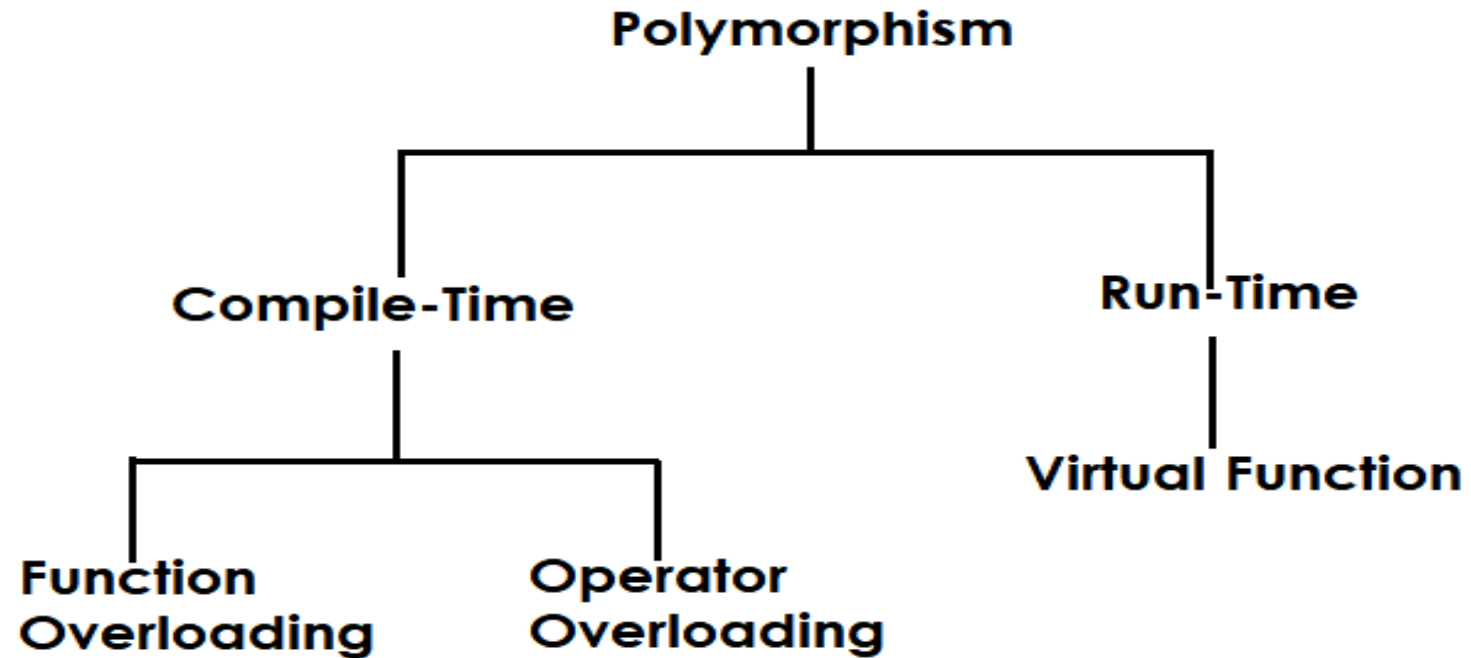 Polymorphism
Compile-Time
Run-Time
Virtual Function
Function
Overloading
Operator
Overloading